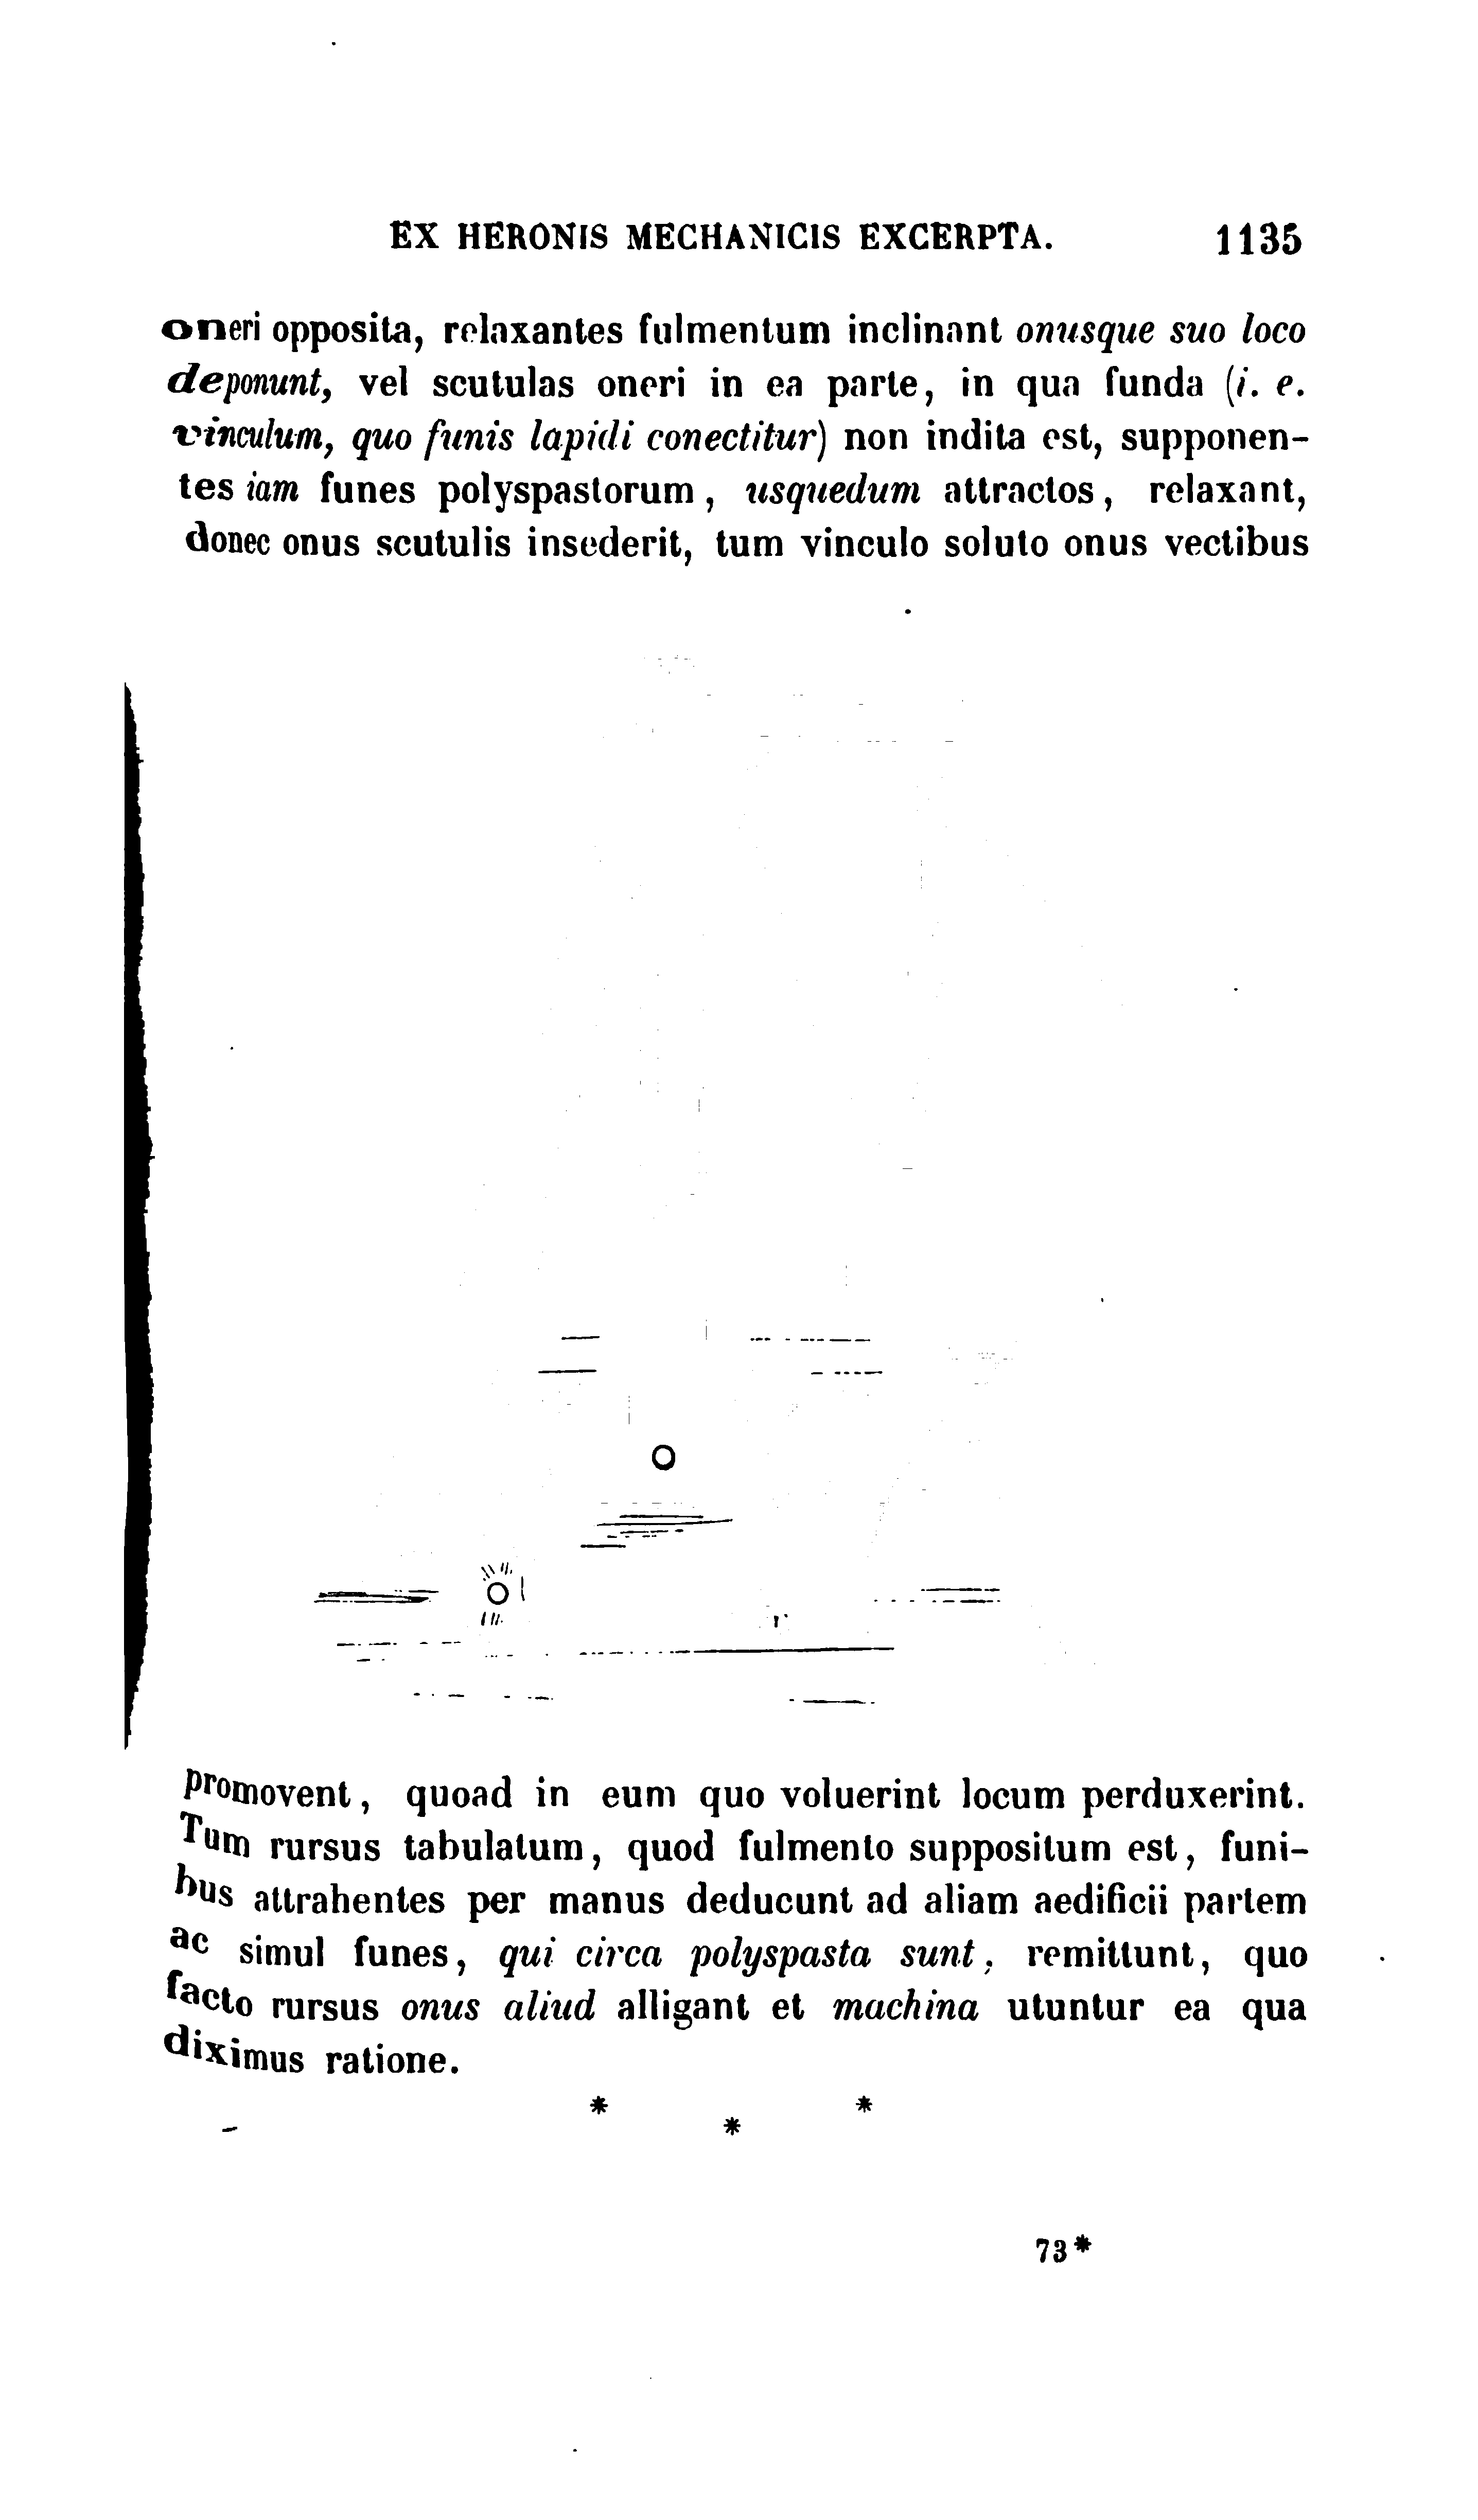 EX HERONIS MECHANICIS EXCERPTA. 1135
oneri opposita, relaxantes fulmentum inclinant onusque suo loco
deponunt, vel scutulas oneri in ea parte, in qua funda (i. e.
vinculum, quo funis lapidi conectitur) non indita est, supponen-
tes iam funes polyspastorum, usquedum attractos, relaxant,
donec onus scutulis insederit, tum vinculo soluto onus vectibus
promovent, quoad in eum quo voluerint locum perduxerint.
Tum rursus tabulatum, quod fulmento suppositum est, funi-
bus attrahentes per manus deducunt ad aliam aedificii partem
ac simul funes, qui circa polyspasta sunt, remittunt, quo
facto rursus onus aliud alligant et machina utuntur ea qua
diximus ratione.
* * *
73*